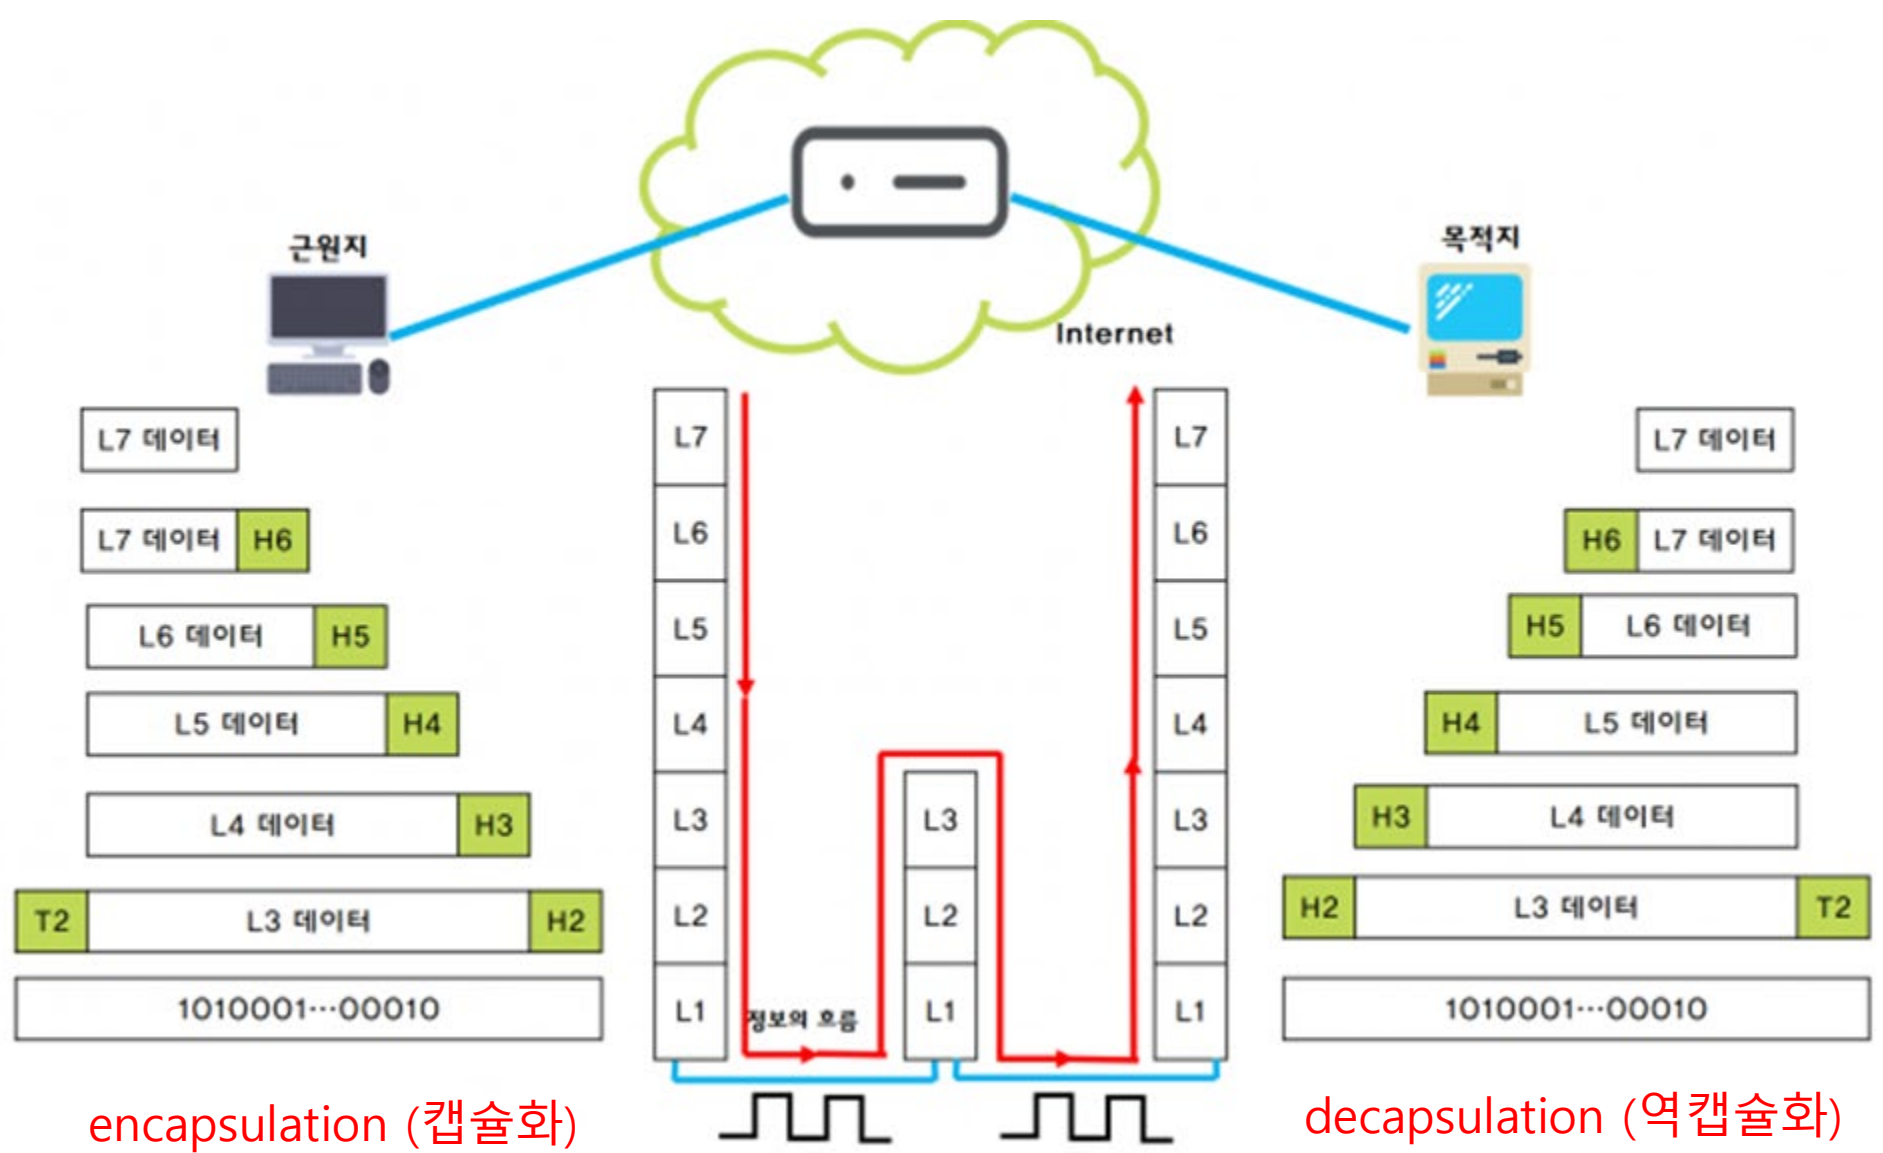 근원지
목적지
Internet
L7 데이터
L7 데이터 H6
L6 데이터 H5
L5 데이터 H4
L4 데이터 H3
T2 L3 데이터 H2
1010001…00010
encapsulation (캡슐화)
L7
L6
L5
L4
L3
L2
L1
정보의 흐름
L3
L2
L1
L7
L6
L5
L4
L3
L2
L1
L7 데이터
H6 L7 데이터
H5 L6 데이터
H4 L5 데이터
H3 L4 데이터
H2 L3 데이터 T2
1010001…00010
decapsulation (역캡슐화)